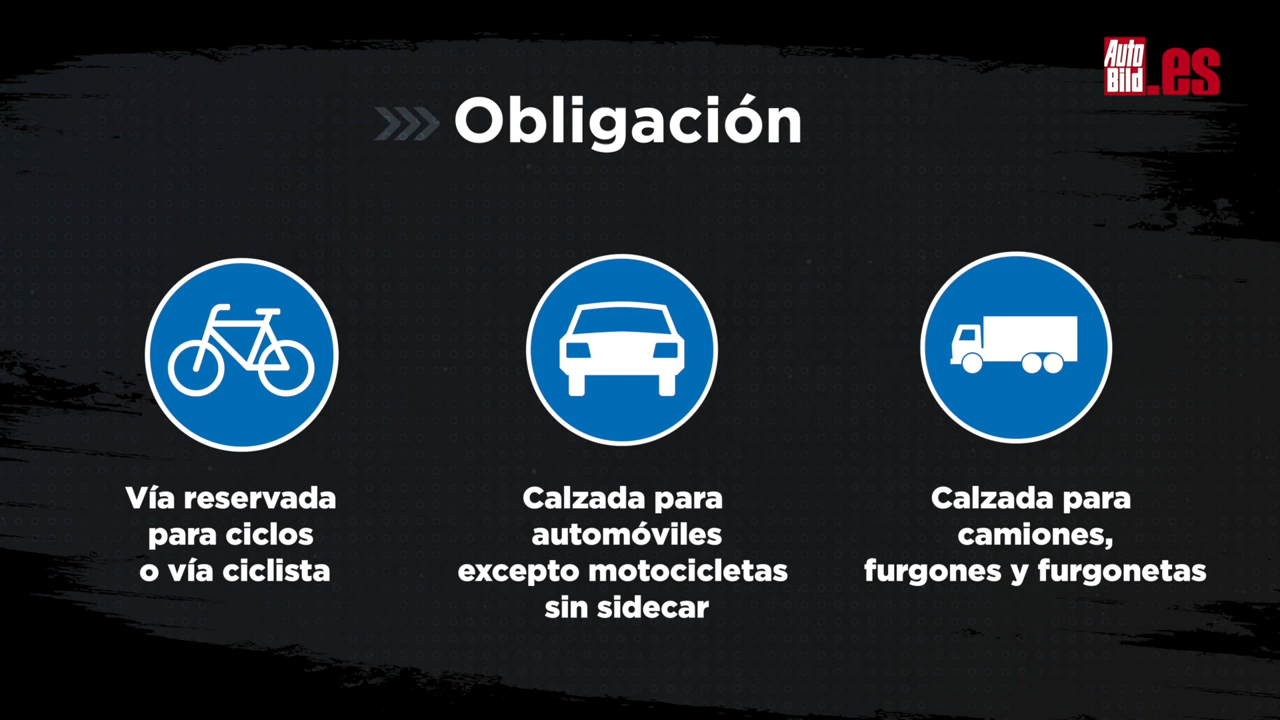 Auto
Bild.es
Obligación
Vía reservada
para ciclos
o vía ciclista
Calzada para
automóviles
excepto motocicletas
sin sidecar
Calzada para
camiones,
furgones y furgonetas